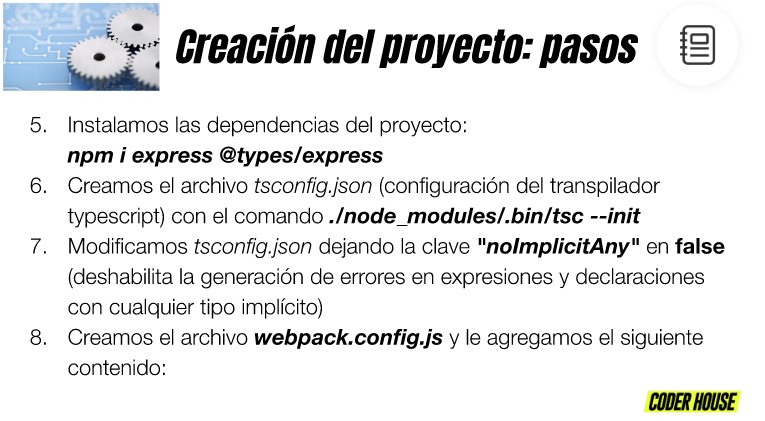 Creación del proyecto: pasos
5. Instalamos las dependencias del proyecto:
npm i express @types/express
6. Creamos el archivo tsconfig.json (configuración del transpilador
typescript) con el comando ./node_modules/.bin/tsc --init
7. Modificamos tsconfig.json dejando la clave "noImplicitAny" en false
(deshabilita la generación de errores en expresiones y declaraciones
con cualquier tipo implícito)
8. Creamos el archivo webpack.config.js y le agregamos el siguiente
contenido:
CODER HOUSE